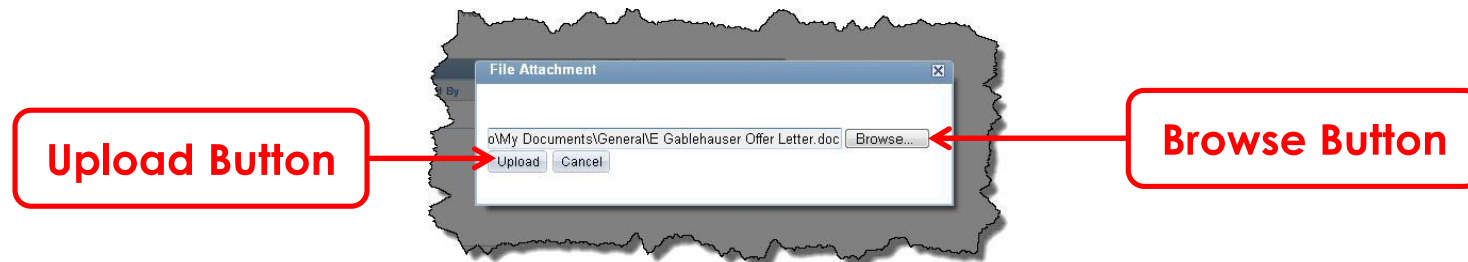 File Attachment
d By
o\My Documents\General\E Gablehauser Offer Letter.doc Browse...
Upload Cancel
Upload Button
Browse Button